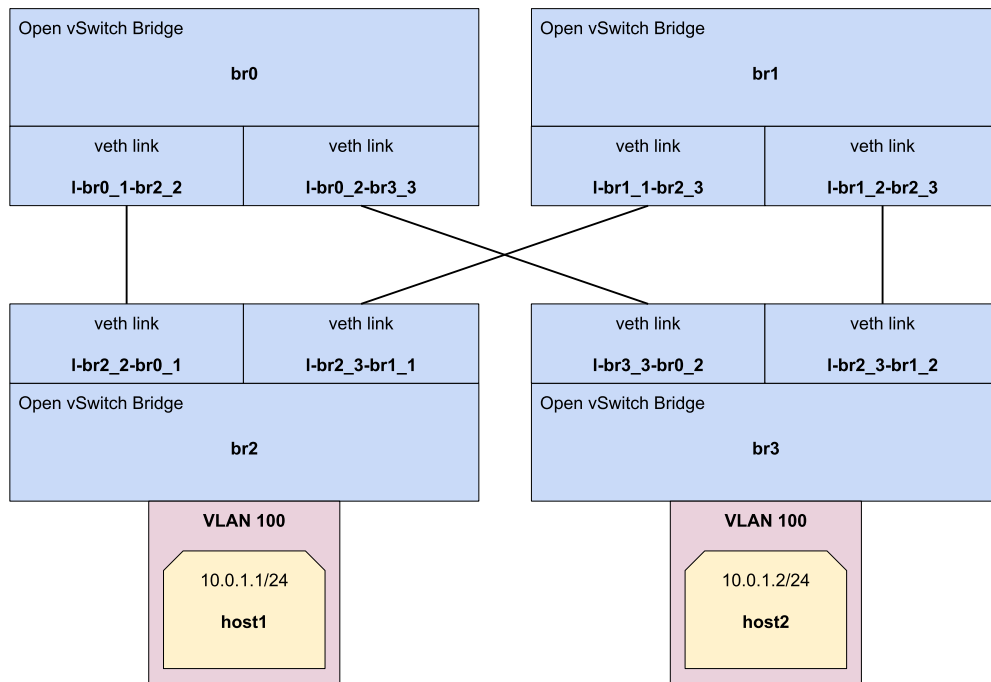 Open vSwitch Bridge
br0
veth link
l-br0_1-br2_2
veth link
l-br0_2-br3_3
Open vSwitch Bridge
br1
veth link
l-br1_1-br2_3
veth link
l-br1_2-br2_3
veth link
l-br2_2-br0_1
veth link
l-br2_3-br1_1
Open vSwitch Bridge
br2
veth link
l-br3_3-br0_2
veth link
l-br2_3-br1_2
Open vSwitch Bridge
br3
VLAN 100
10.0.1.1/24
host1
VLAN 100
10.0.1.2/24
host2